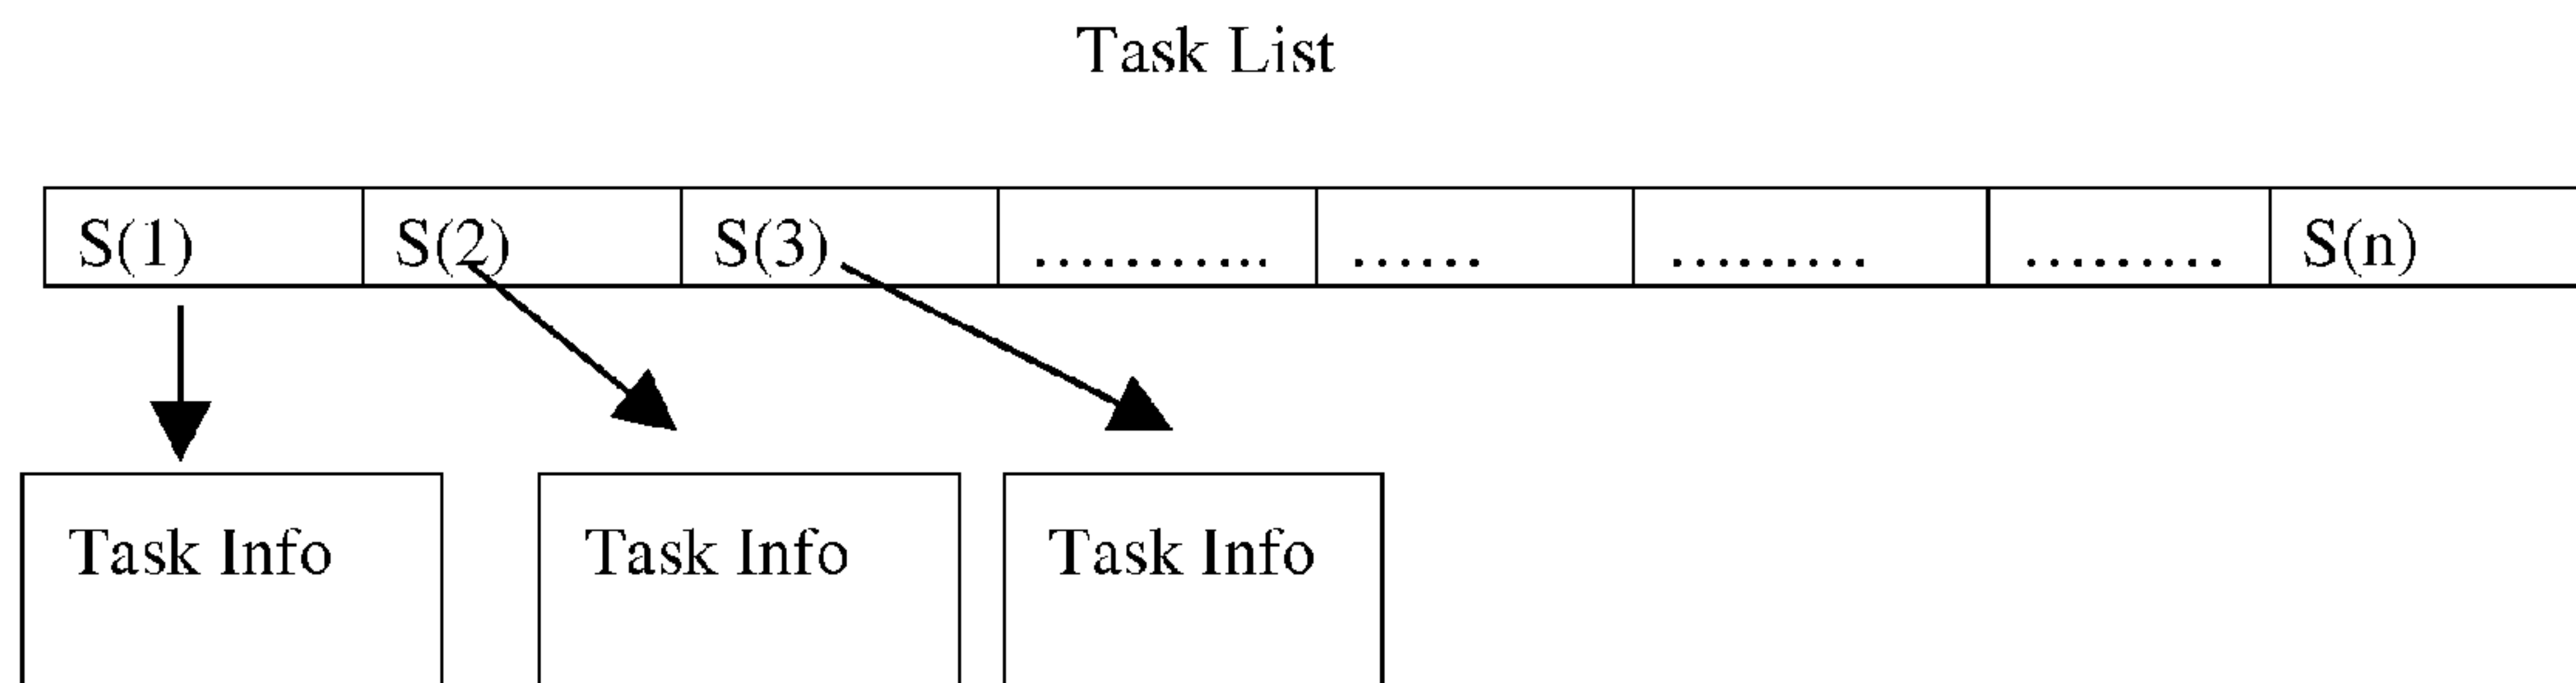 Task List
S(1) S(2) S(3) ........... ...... ......... ......... S(n)
Task Info Task Info Task Info